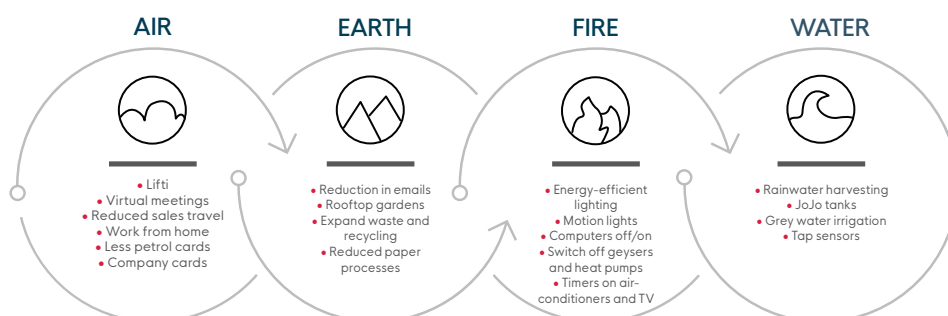 AIR
• Lifti
• Virtual meetings
• Reduced sales travel
• Work from home
• Less petrol cards
• Company cards
EARTH
• Reduction in emails
• Rooftop gardens
• Expand waste and
recycling
• Reduced paper
processes
FIRE
• Energy-efficient
lighting
• Motion lights
• Computers off/on
• Switch off geysers
and heat pumps
• Timers on air-
conditioners and TV
WATER
• Rainwater harvesting
• JoJo tanks
• Grey water irrigation
• Tap sensors